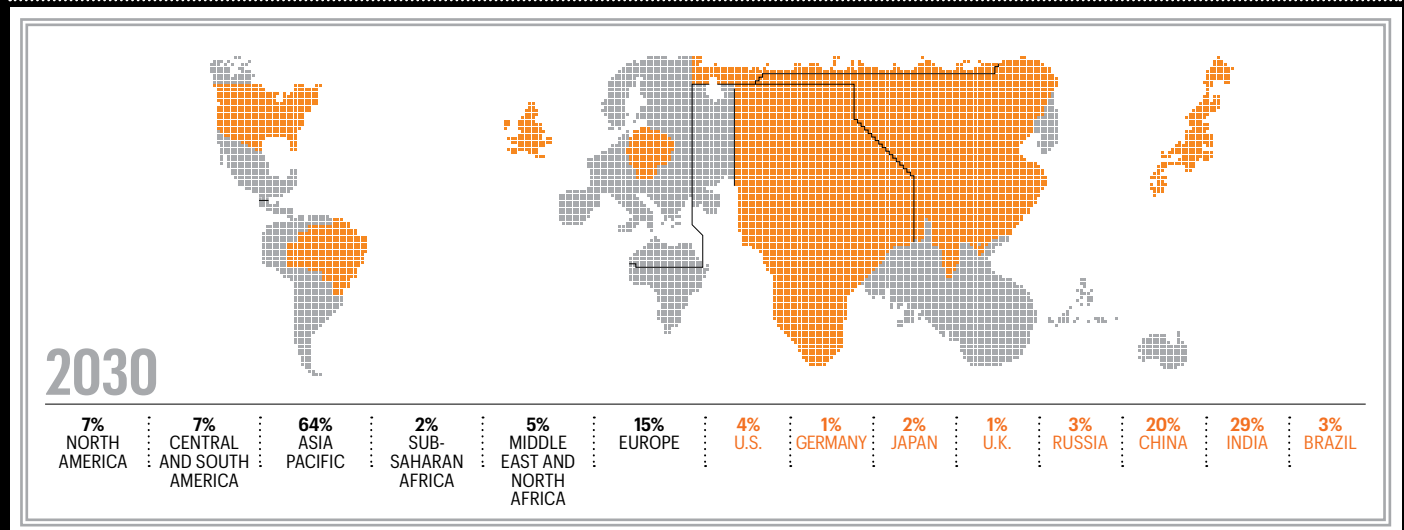 2030
7%
NORTH
AMERICA
7%
CENTRAL
AND SOUTH
AMERICA
64%
ASIA
PACIFIC
2%
SUB-
SAHARAN
AFRICA
5%
MIDDLE
EAST AND
NORTH
AFRICA
15%
EUROPE
4%
U.S.
1%
GERMANY
2%
JAPAN
1%
U.K.
3%
RUSSIA
20%
CHINA
29%
INDIA
3%
BRAZIL